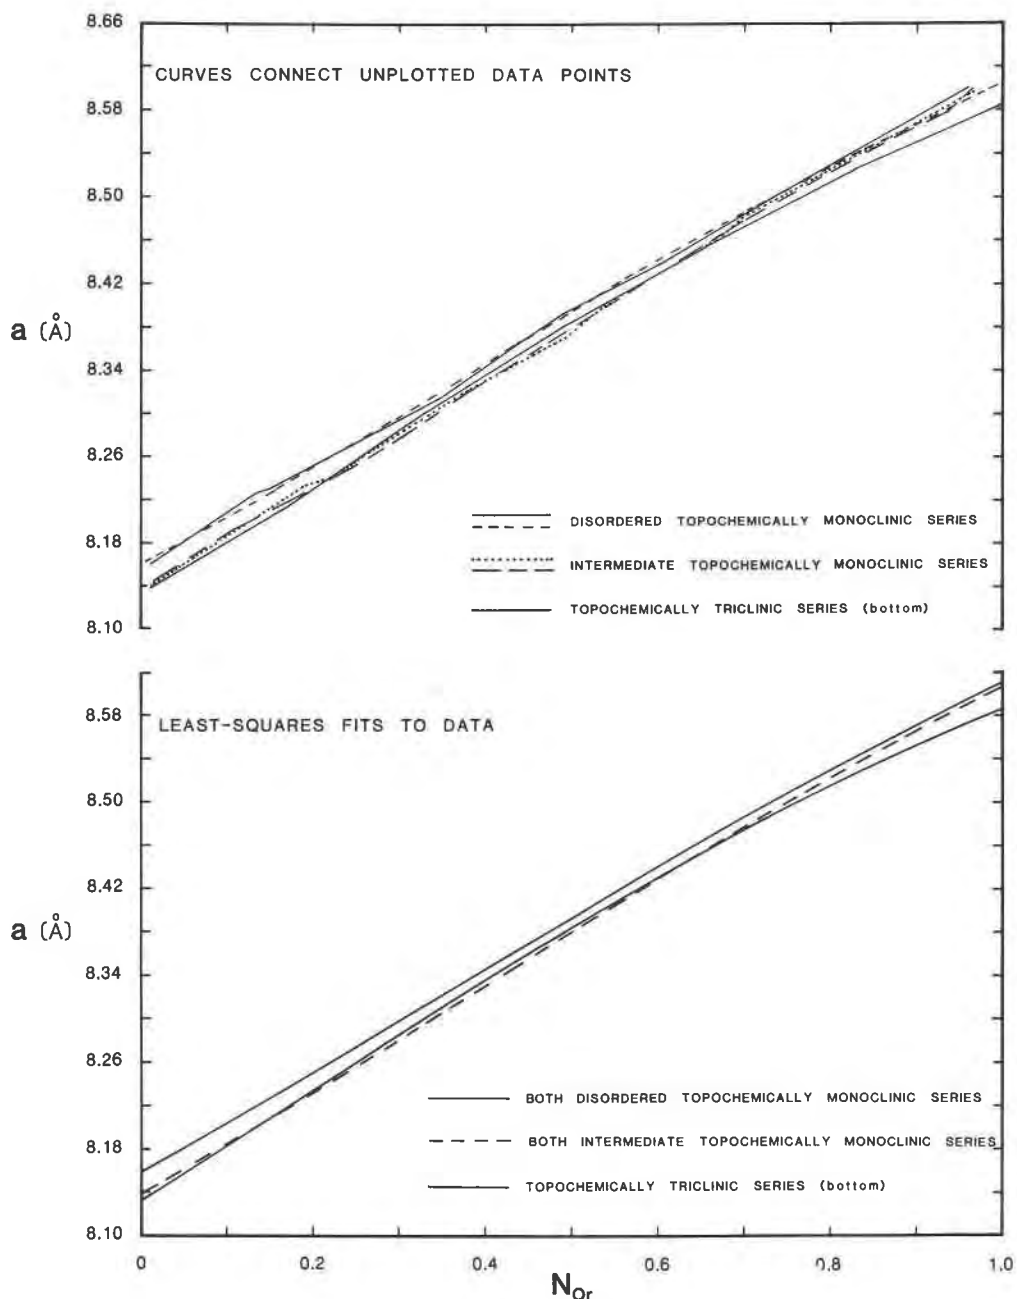 8.66
CURVES CONNECT UNPLOTTED DATA POINTS
8.58
8.50
8.42
a (Å)
8.34
8.26
8.18
8.10
DISORDERED TOPOCHEMICALLY MONOCLINIC SERIES
INTERMEDIATE TOPOCHEMICALLY MONOCLINIC SERIES
TOPOCHEMICALLY TRICLINIC SERIES (bottom)
LEAST-SQUARES FITS TO DATA
8.58
8.50
8.42
a (Å)
8.34
8.26
8.18
8.10
BOTH DISORDERED TOPOCHEMICALLY MONOCLINIC SERIES
BOTH INTERMEDIATE TOPOCHEMICALLY MONOCLINIC SERIES
TOPOCHEMICALLY TRICLINIC SERIES (bottom)
0 0.2 0.4 0.6 0.8 1.0
NOr